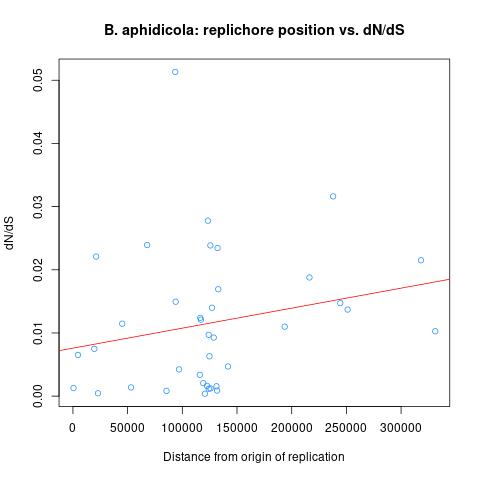 B. aphidicola: replichore position vs. dN/dS
0.05
0.04
0.03
0.02
0.01
0.00
dN/dS
0 50000 100000 150000 200000 250000 300000
Distance from origin of replication